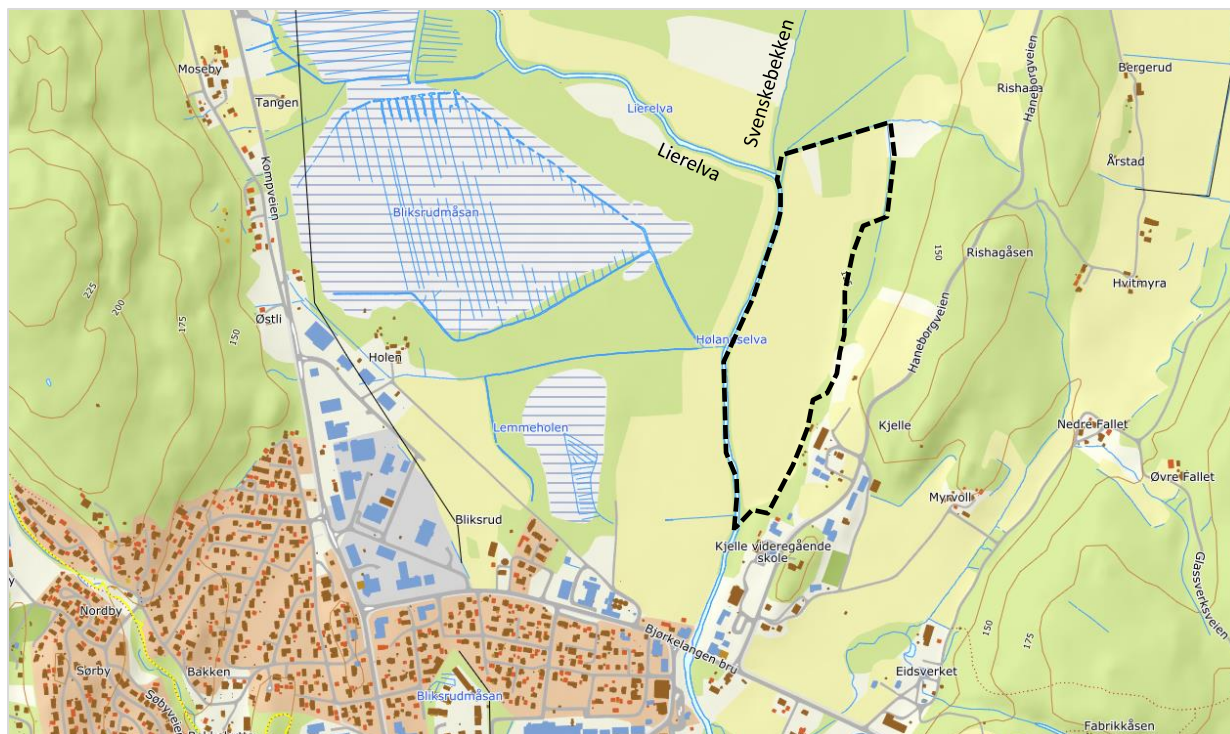 Moseby
Tangen
Kompveien
Lierelva
Lierelva
Svenskebekken
Haneborgveien
Bergerud
Årstad
Bliksrudmåsan
150
Rishagåsen
Hvitmyra
225
200
175
150
Østli
Holen
Haneborgveien
Lemmeholen
Kjelle
Nedre Fallet
Øvre Fallet
Myrvoll
Bliksrud
Kjelle videregående
skole
Glassverksveien
Nordby
Bjørkelangen bru
150
175
Sørby
Bakken
Eidsverket
Søbyveien
Bliksrudmåsan
Fabrikkåsen